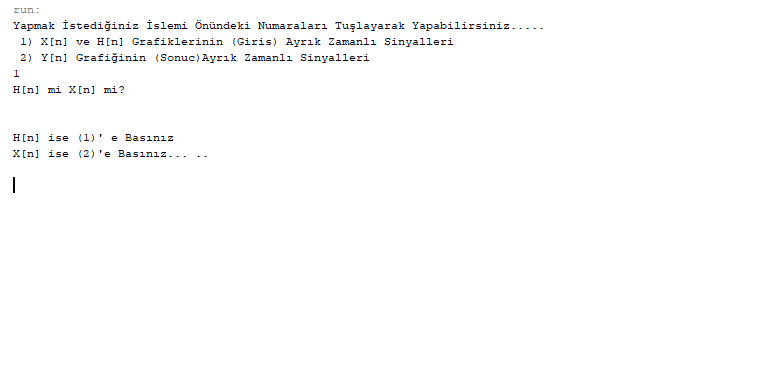 run:
Yapmak İstediğiniz İslemi Önündeki Numaraları Tuşlayarak Yapabilirsiniz.....
1) X[n] ve H[n] Grafiklerinin (Giris) Ayrık Zamanlı Sinyalleri
2) Y[n] Grafiğinin (Sonuc)Ayrık Zamanlı Sinyalleri
1
H[n] mi X[n] mi?
H[n] ise (1)' e Basınız
X[n] ise (2)'e Basınız... ..